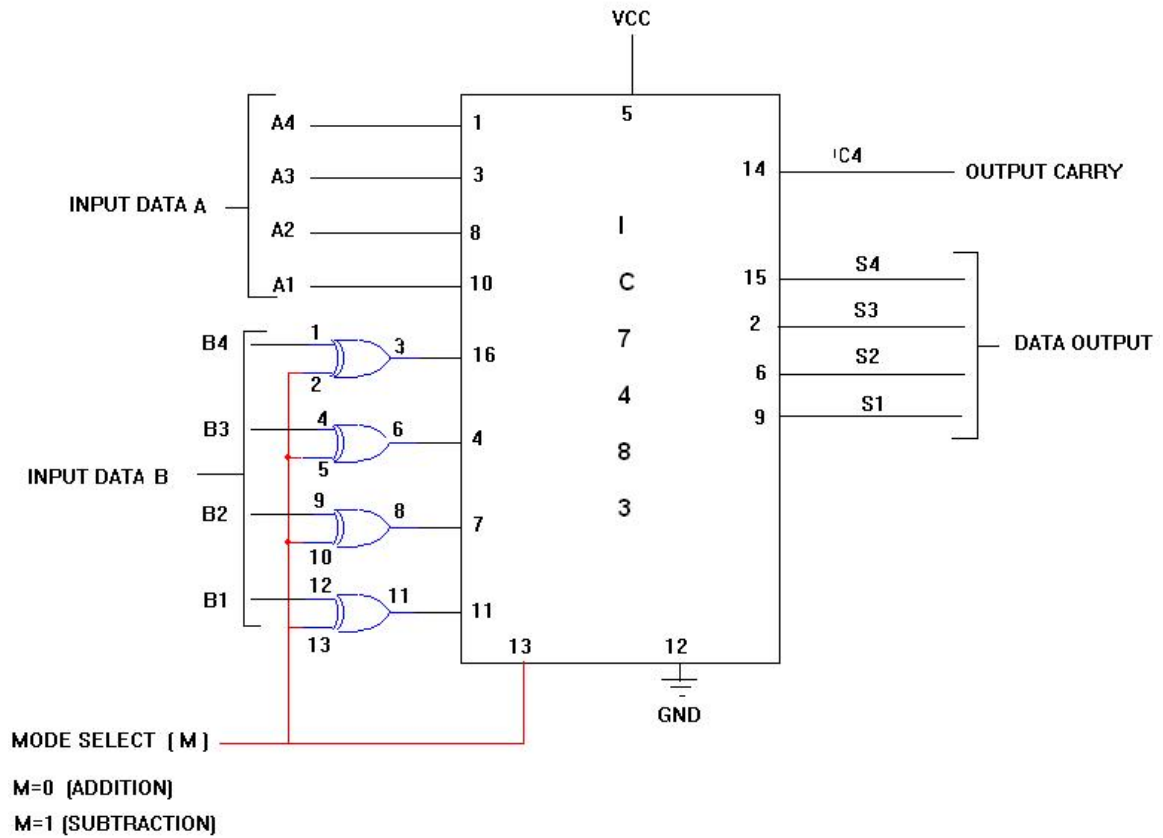 VCC
5
A4
1
A3
3
INPUT DATA A
A2
8
A1
10
14
C4
OUTPUT CARRY
I
C
7
4
8
3
15
S4
2
S3
DATA OUTPUT
6
S2
9
S1
B4
1
2
3
16
B3
4
5
6
4
INPUT DATA B
B2
9
10
8
7
B1
12
13
11
11
13
12
GND
MODE SELECT ( M )
M=0 (ADDITION)
M=1 (SUBTRACTION)